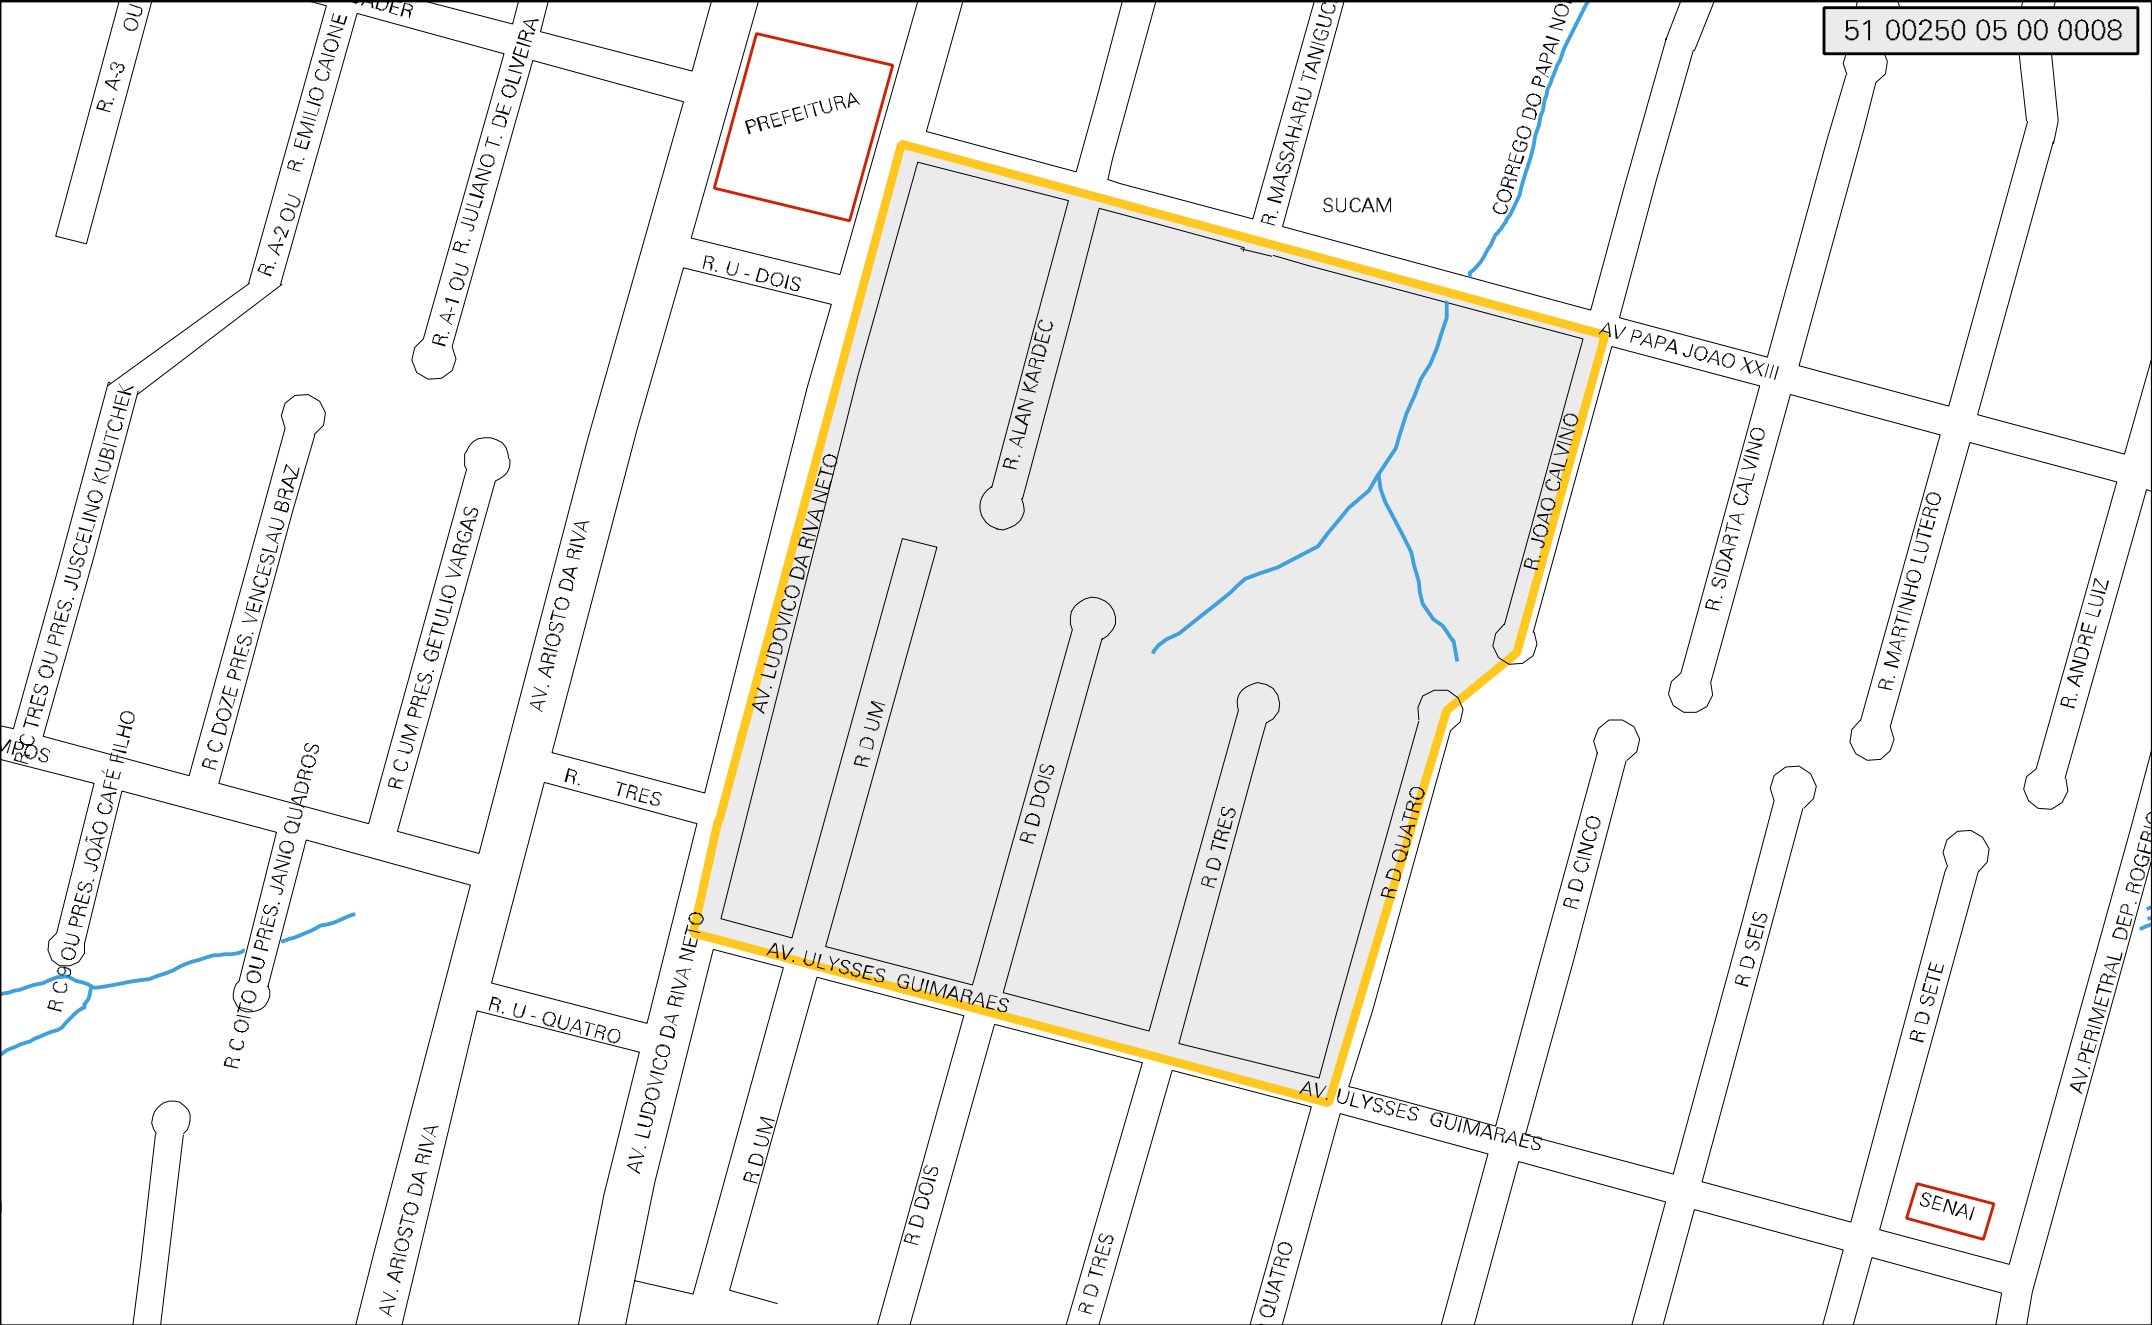 51 00250 05 00 0008
R. A-3 OU
R. A-2 OU R. EMILIO CAIONE
R. A-1 OU R. JULIANO T. DE OLIVEIRA
PREFEITURA
R. MASSAHARU TANIGUC
SUCAM
CORREGO DO PAPAI NO
R. U - DOIS
AV PAPA JOAO XXIII
R. ALAN KARDEC
R. JOAO CALVINO
R. SIDARTA CALVINO
R. MARTINHO LUTERO
R. ANDRE LUIZ
R C TRES OU PRES. JUSCELINO KUBITCHEK
R C DOZE PRES. VENCESLAU BRAZ
R C UM PRES. GETULIO VARGAS
AV. ARIOSTO DA RIVA
AV. LUDOVICO DA RIVA NETO
R D UM
R D DOIS
R D TRES
R D QUATRO
R D CINCO
R D SEIS
R D SETE
AV.PERIMETRAL DEP. ROGERIO
MPOS
R C 9 OU PRES. JOÃO CAFÉ FILHO
R C OITO OU PRES. JANIO QUADROS
R. TRES
R. U - QUATRO
AV. ULYSSES GUIMARAES
AV. ULYSSES GUIMARAES
AV. LUDOVICO DA RIVA NETO
AV. ARIOSTO DA RIVA
R D UM
R D DOIS
R D TRES
QUATRO
SENAI